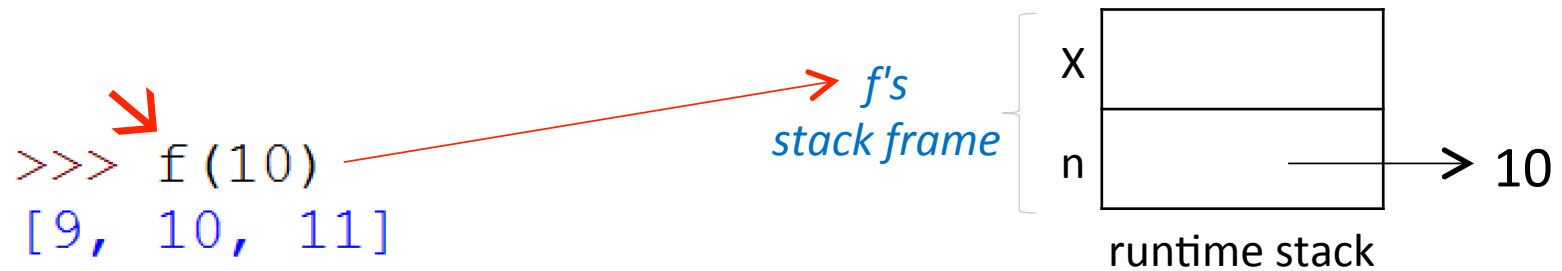 >>> f(10)
[9, 10, 11]
f's
stack frame
X
n
10
runtime stack